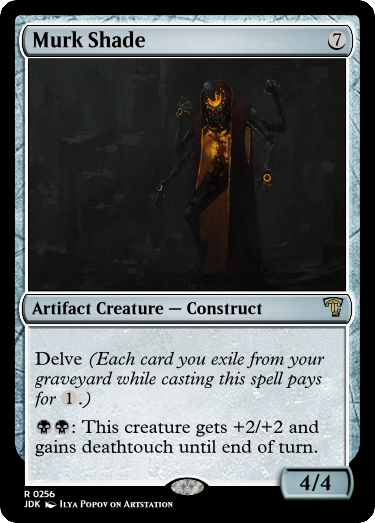 Murk Shade 7
Artifact Creature — Construct
Delve (Each card you exile from your
graveyard while casting this spell pays
for 1.)
: This creature gets +2/+2 and
gains deathtouch until end of turn.
4/4
R 0256
JDK Ilya Popov on Artstation